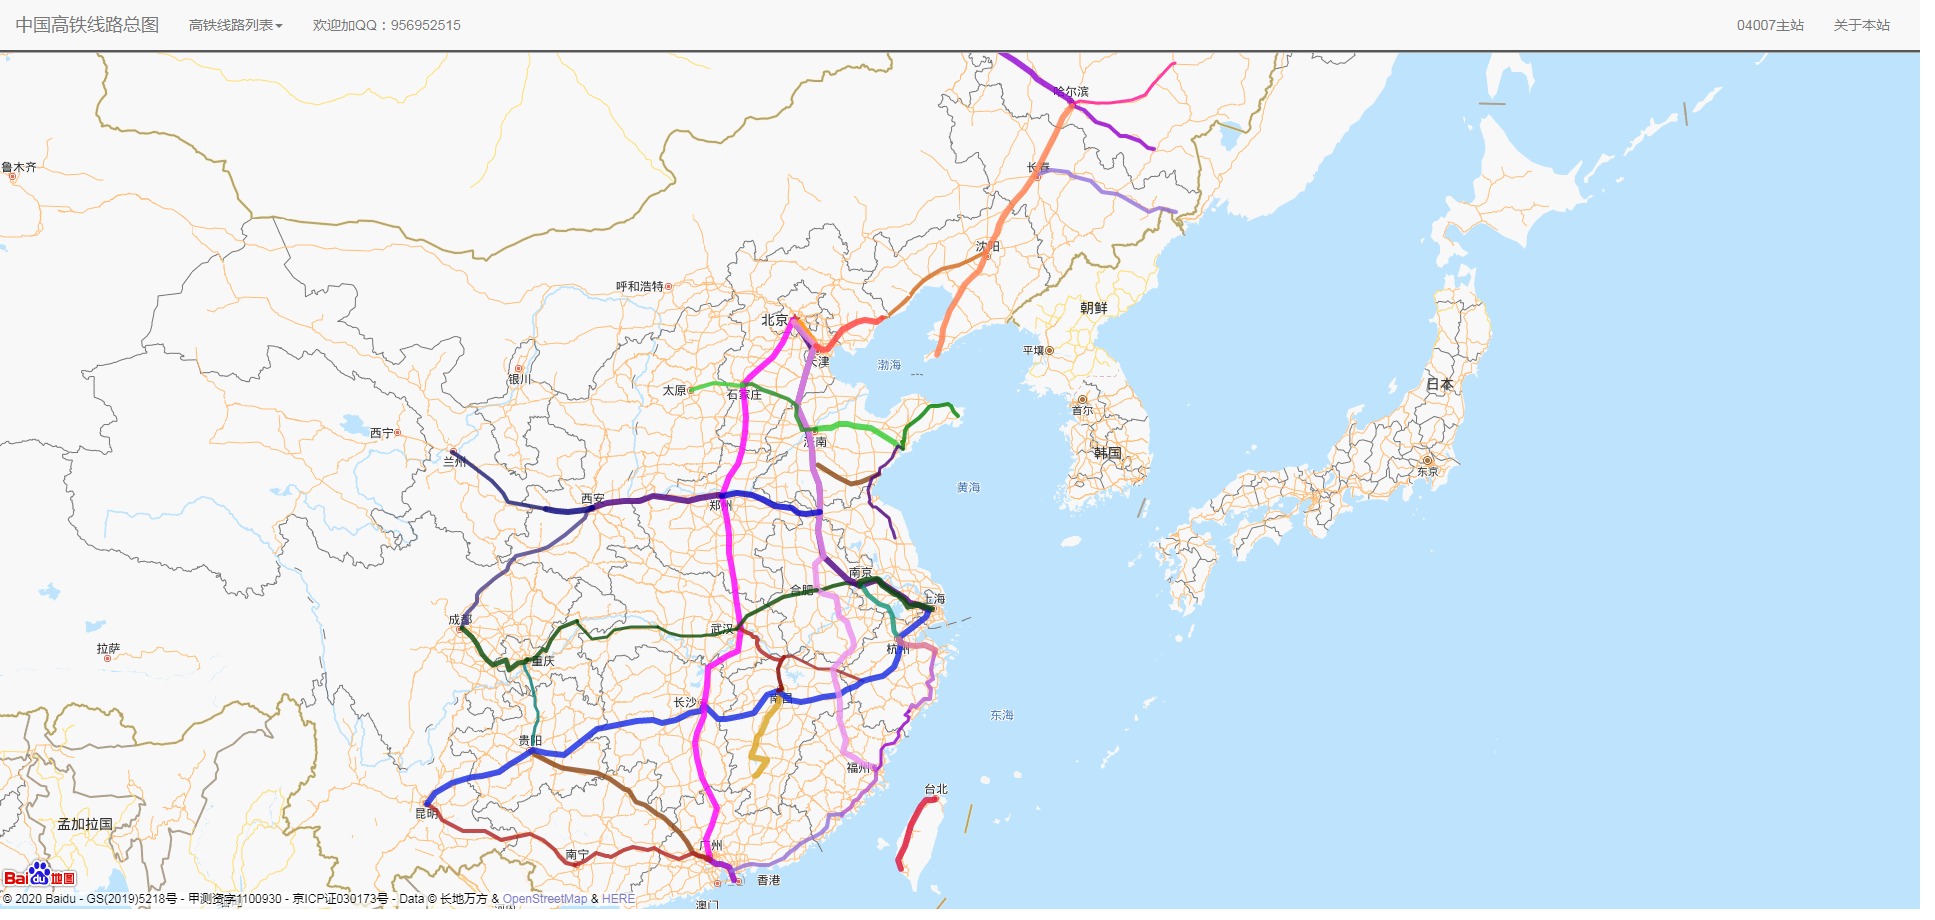 中国高铁线路总图 高铁线路列表 欢迎加QQ：956952515 04007主站 关于本站
哈尔滨
鲁木齐
长春
沈阳
呼和浩特
朝鲜
北京
平壤
天津
渤海
银川
日本
太原
石家庄
首尔
西宁
济南
韩国
兰州
东京
黄海
西安
郑州
南京
合肥
上海
成都
武汉
拉萨
杭州
重庆
长沙
南昌
东海
贵阳
福州
台北
昆明
孟加拉国
广州
南宁
Bai du 地图
香港
© 2020 Baidu - GS(2019)5218号 - 甲测资字1100930 - 京ICP证030173号 - Data © 长地万方 & OpenStreetMap & HERE
澳门